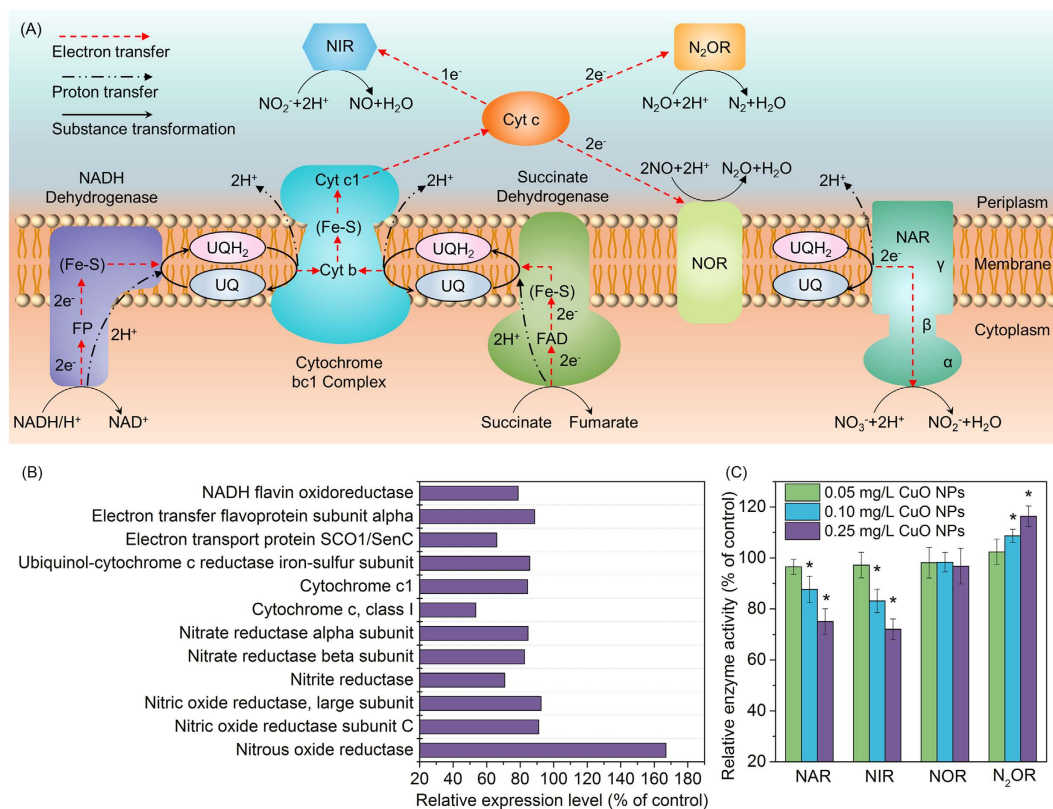 (A)
Electron transfer
Proton transfer
Substance transformation
NIR
NO₂⁻+2H⁺
NO+H₂O
1e⁻
2e⁻
N₂OR
N₂O+2H⁺
N₂+H₂O
Cyt c
2e⁻
2NO+2H⁺
N₂O+H₂O
NADH
Dehydrogenase
2H⁺
Cyt c1
2H⁺
Succinate
Dehydrogenase
2H⁺
Periplasm
(Fe-S)
UQH₂
(Fe-S)
UQH₂
NOR
UQH₂
2e⁻
NAR
γ
Membrane
UQ
Cyt b
UQ
(Fe-S)
UQ
2e⁻
FP
2H⁺
2e⁻
2e⁻
2H⁺
FAD
2e⁻
β
α
Cytoplasm
Cytochrome
bc1 Complex
NADH/H⁺
NAD⁺
Succinate
Fumarate
NO₃⁻+2H⁺
NO₂⁻+H₂O
(B)
NADH flavin oxidoreductase
Electron transfer flavoprotein subunit alpha
Electron transport protein SCO1/SenC
Ubiquinol-cytochrome c reductase iron-sulfur subunit
Cytochrome c1
Cytochrome c, class I
Nitrate reductase alpha subunit
Nitrate reductase beta subunit
Nitrite reductase
Nitric oxide reductase, large subunit
Nitric oxide reductase subunit C
Nitrous oxide reductase
20 40 60 80 100 120 140 160 180
Relative expression level (% of control)
(C)
Relative enzyme activity (% of control)
120
100
80
60
40
20
0.05 mg/L CuO NPs
0.10 mg/L CuO NPs
0.25 mg/L CuO NPs
* * * * * *
NAR NIR NOR N₂OR